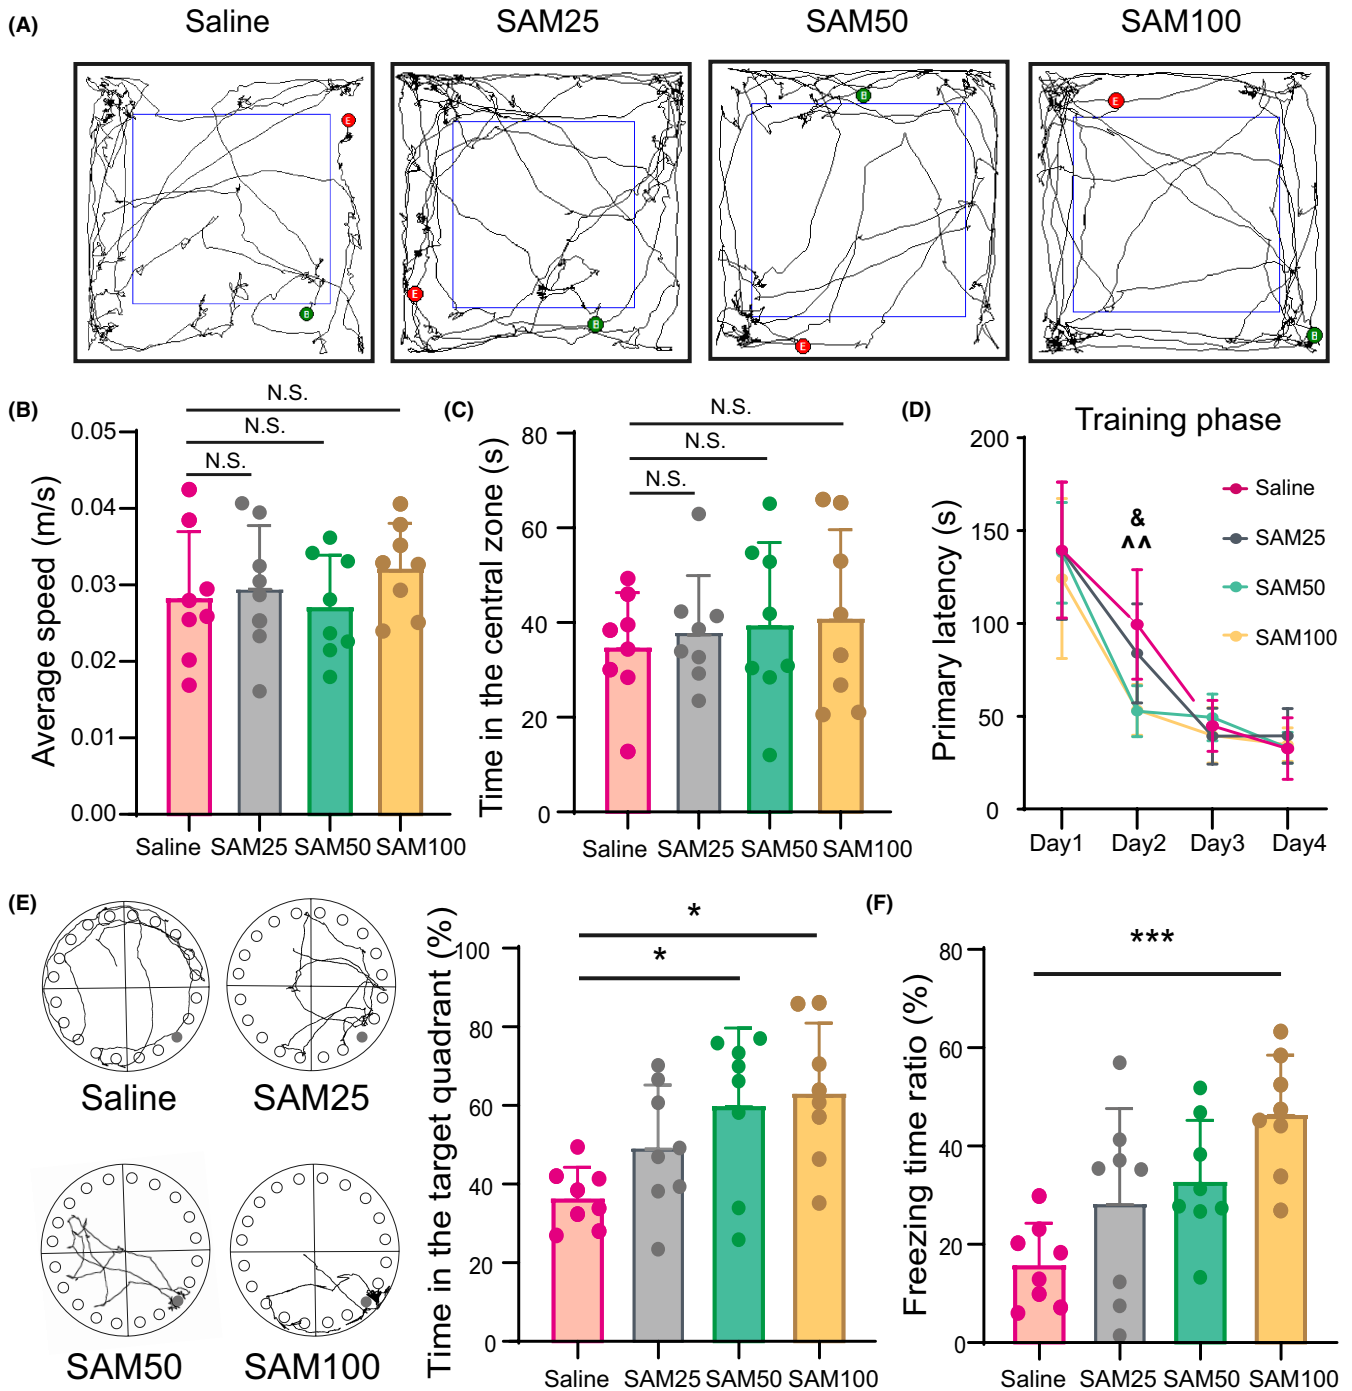 (A)
Saline
SAM25
SAM50
SAM100
E
B
E
B
B
E
E
B
(B)
N.S.
N.S.
N.S.
Average speed (m/s)
0.05
0.04
0.03
0.02
0.01
0.00
Saline SAM25 SAM50 SAM100
(C)
N.S.
N.S.
N.S.
Time in the central zone (s)
80
60
40
20
0
Saline SAM25 SAM50 SAM100
(D)
Training phase
Primary latency (s)
200
150
100
50
0
&
^^
Saline
SAM25
SAM50
SAM100
Day1 Day2 Day3 Day4
(E)
Saline
SAM25
SAM50
SAM100
Time in the target quadrant (%)
100
80
60
40
20
0
*
*
Saline SAM25 SAM50 SAM100
(F)
Freezing time ratio (%)
80
60
40
20
0
***
Saline SAM25 SAM50 SAM100